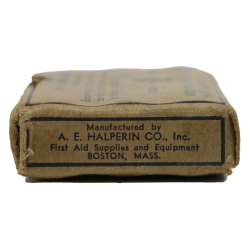 Manufactured by
A. E. HALPERIN CO., Inc.
First Aid Supplies and Equipment
BOSTON, MASS.